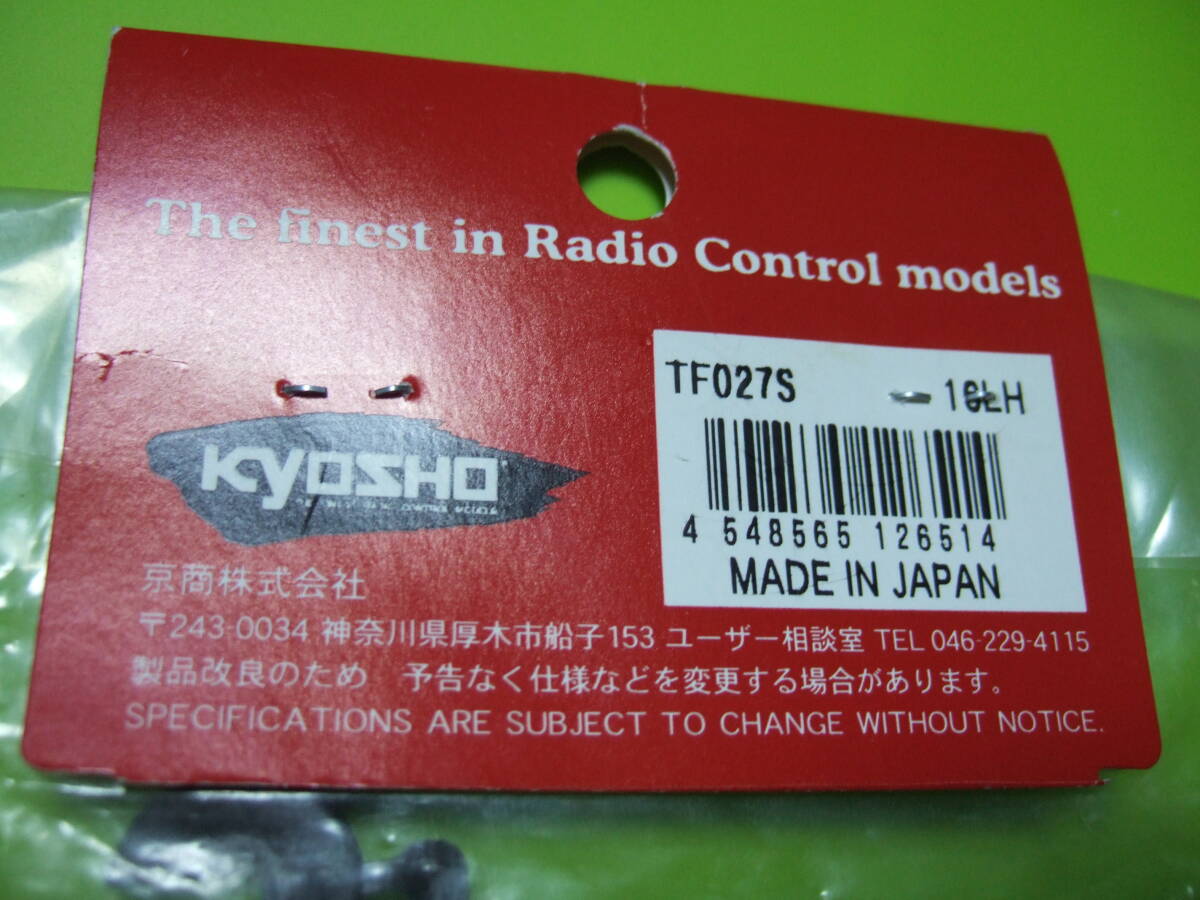 The finest in Radio Control models
TF027S 16LH
4 548565 126514
MADE IN JAPAN
KYOSHO
京商株式会社
〒243-0034 神奈川県厚木市船子153 ユーザー相談室 TEL 046-229-4115
製品改良のため 予告なく仕様などを変更する場合があります。
SPECIFICATIONS ARE SUBJECT TO CHANGE WITHOUT NOTICE.